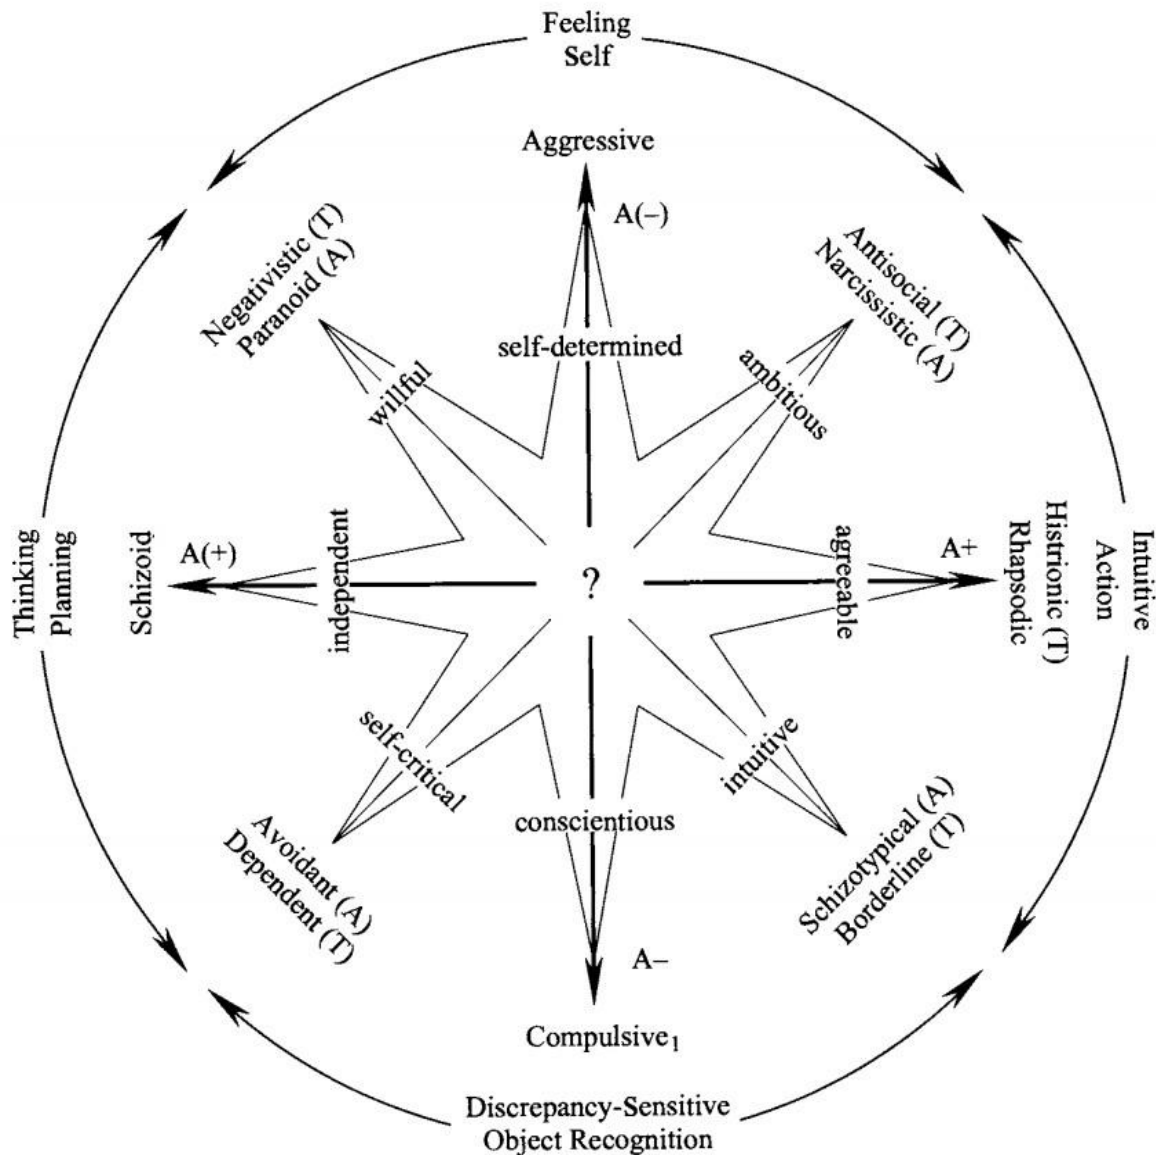 Feeling
Self
Aggressive
A(–)
Negativistic (T)
Paranoid (A)
Antisocial (T)
Narcissistic (A)
self-determined
willful
ambitious
Thinking
Planning
Schizoid
A(+)
independent
?
agreeable
A+
Histrionic (T)
Rhapsodic
Intuitive
Action
self-critical
intuitive
conscientious
Avoidant (A)
Dependent (T)
Schizotypical (A)
Borderline (T)
A–
Compulsive₁
Discrepancy-Sensitive
Object Recognition